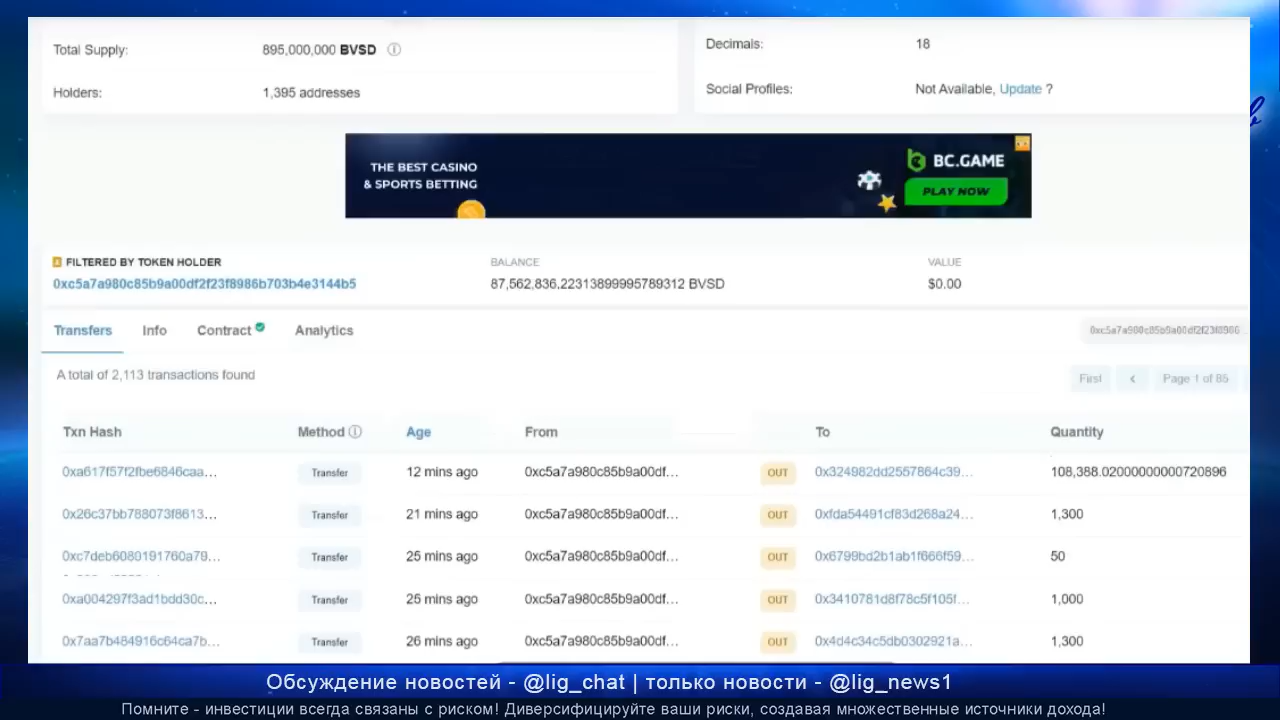 Total Supply: 895,000,000 BVSD
Holders: 1,395 addresses
Decimals: 18
Social Profiles: Not Available, Update ?
THE BEST CASINO
& SPORTS BETTING
BC.GAME
PLAY NOW
FILTERED BY TOKEN HOLDER
0xc5a7a980c85b9a00df2f23f8986b703b4e3144b5
BALANCE
87,562,836.22313899995789312 BVSD
VALUE
$0.00
Transfers Info Contract Analytics
0xc5a7a980c85b9a00df2f23f8986
A total of 2,113 transactions found
First Page 1 of 85
Txn Hash Method Age From To Quantity
0xa617f57f2fbe6846caa... Transfer 12 mins ago 0xc5a7a980c85b9a00df... OUT 0x324982dd2557864c39... 108,388.02000000000720896
0x26c37bb788073f8613... Transfer 21 mins ago 0xc5a7a980c85b9a00df... OUT 0xfda54491cf83d268a24... 1,300
0xc7deb6080191760a79... Transfer 25 mins ago 0xc5a7a980c85b9a00df... OUT 0x6799bd2b1ab1f666f59... 50
0xa004297f3ad1bdd30c... Transfer 25 mins ago 0xc5a7a980c85b9a00df... OUT 0x3410781d8f78c5f105f... 1,000
0x7aa7b484916c64ca7b... Transfer 26 mins ago 0xc5a7a980c85b9a00df... OUT 0x4d4c34c5db0302921a... 1,300
Обсуждение новостей - @lig_chat | только новости - @lig_news1
Помните - инвестиции всегда связаны с риском! Диверсифицируйте ваши риски, создавая множественные источники дохода!